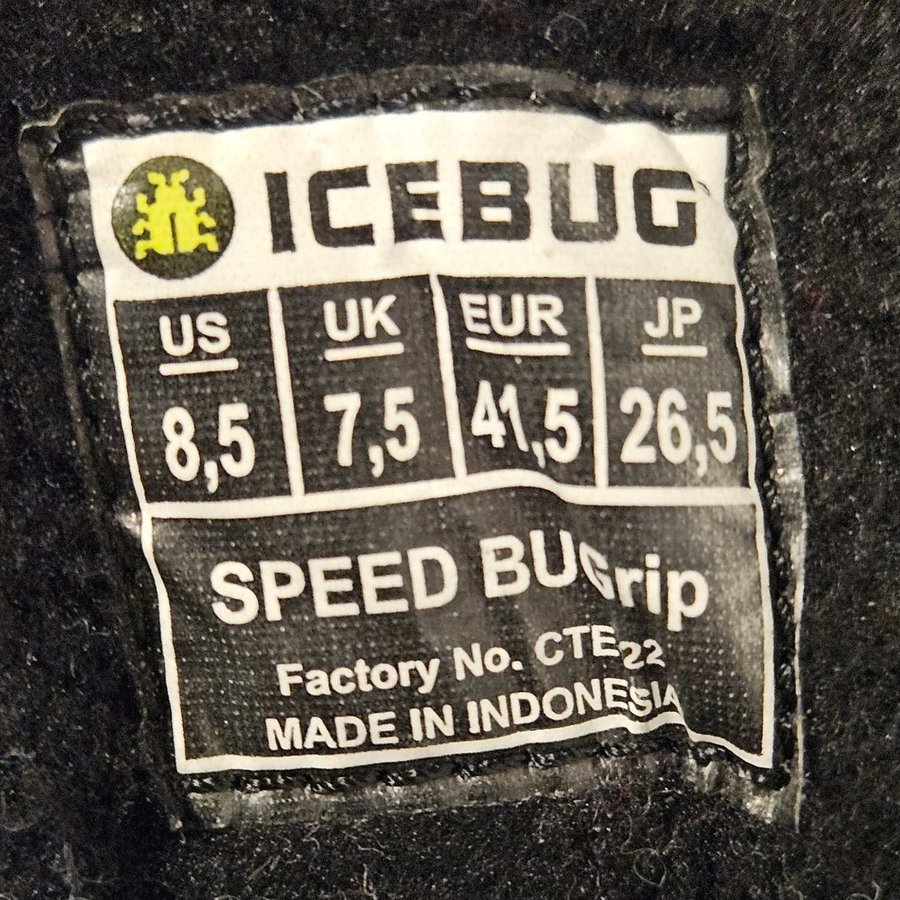 ICEBUG
US UK EUR JP
8,5 7,5 41,5 26,5
SPEED BUGrip
Factory No. CTE22
MADE IN INDONESIA